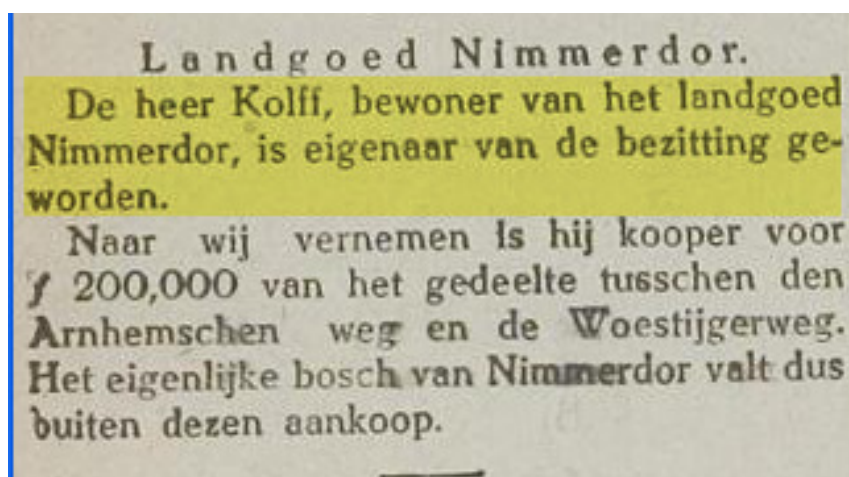 Landgoed Nimmerdor.
De heer Kolff, bewoner van het landgoed
Nimmerdor, is eigenaar van de bezitting ge-
worden.
Naar wij vernemen is hij kooper voor
ƒ 200,000 van het gedeelte tusschen den
Arnhemschen weg en de Woestijgerweg.
Het eigenlijke bosch van Nimmerdor valt dus
buiten dezen aankoop.